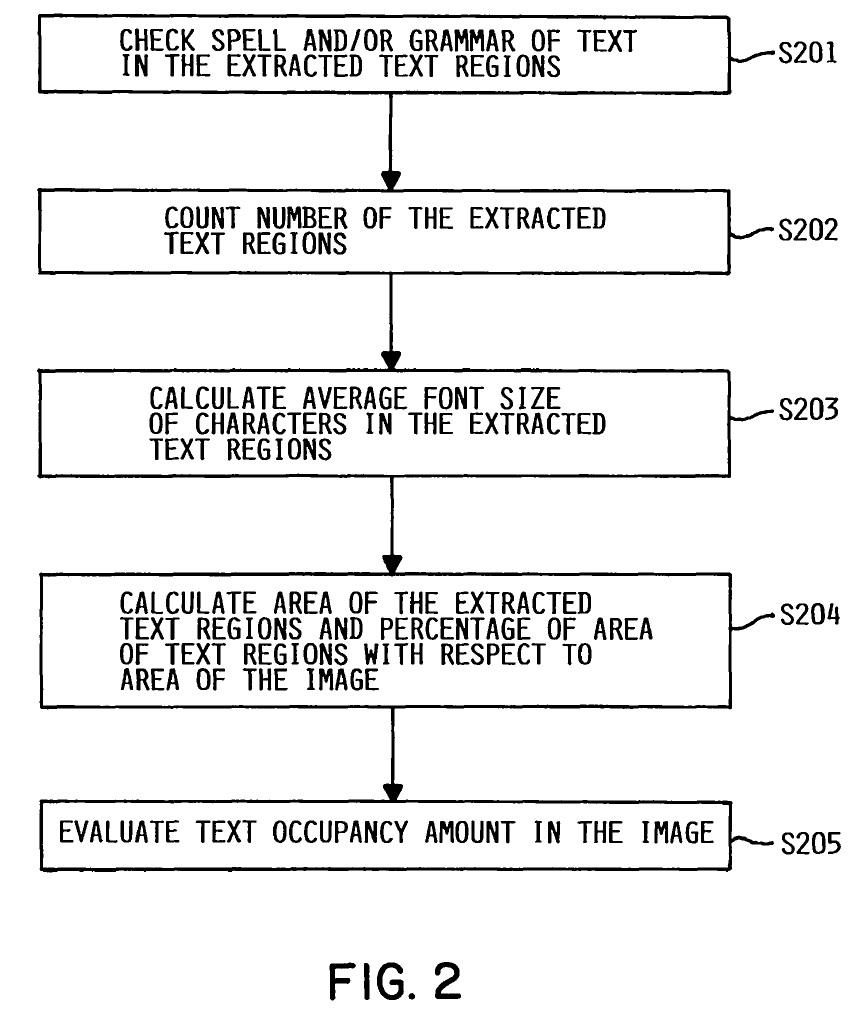 CHECK SPELL AND/OR GRAMMAR OF TEXT
IN THE EXTRACTED TEXT REGIONS
S201
COUNT NUMBER OF THE EXTRACTED
TEXT REGIONS
S202
CALCULATE AVERAGE FONT SIZE
OF CHARACTERS IN THE EXTRACTED
TEXT REGIONS
S203
CALCULATE AREA OF THE EXTRACTED
TEXT REGIONS AND PERCENTAGE OF AREA
OF TEXT REGIONS WITH RESPECT TO
AREA OF THE IMAGE
S204
EVALUATE TEXT OCCUPANCY AMOUNT IN THE IMAGE
S205
FIG. 2